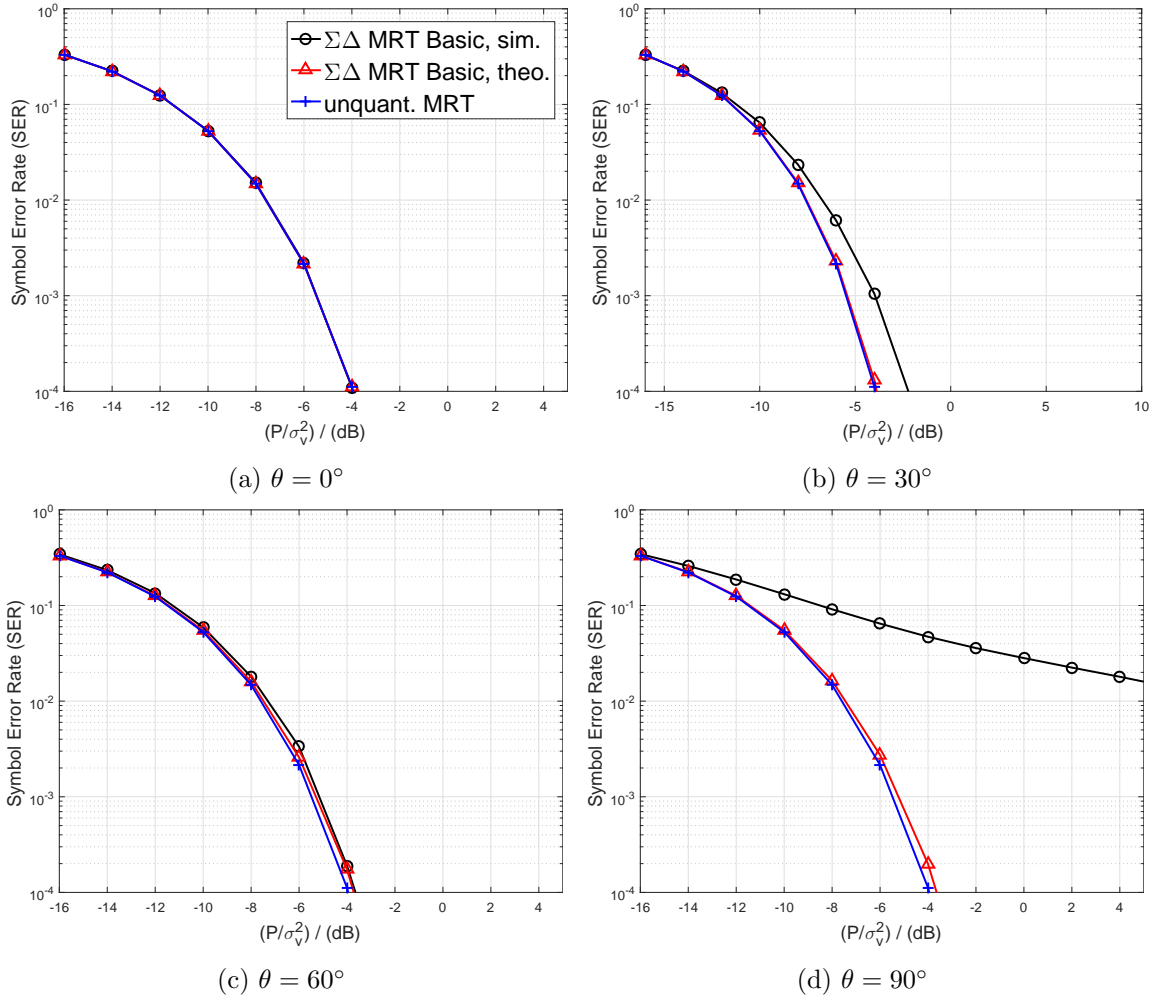 10^0
10^-1
10^-2
10^-3
10^-4
Symbol Error Rate (SER)
ΣΔ MRT Basic, sim.
ΣΔ MRT Basic, theo.
unquant. MRT
-16 -14 -12 -10 -8 -6 -4 -2 0 2 4
(P/σ_v^2) / (dB)
(a) θ = 0°
10^0
10^-1
10^-2
10^-3
10^-4
Symbol Error Rate (SER)
-15 -10 -5 0 5 10
(P/σ_v^2) / (dB)
(b) θ = 30°
10^0
10^-1
10^-2
10^-3
10^-4
Symbol Error Rate (SER)
-16 -14 -12 -10 -8 -6 -4 -2 0 2 4
(P/σ_v^2) / (dB)
(c) θ = 60°
10^0
10^-1
10^-2
10^-3
10^-4
Symbol Error Rate (SER)
-16 -14 -12 -10 -8 -6 -4 -2 0 2 4
(P/σ_v^2) / (dB)
(d) θ = 90°